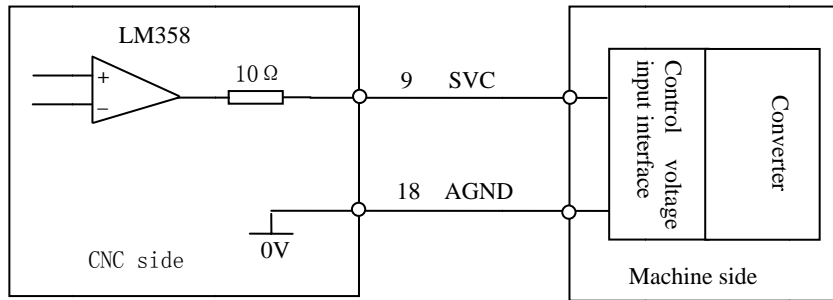 LM358
+
−
10Ω
9 SVC
18 AGND
0V
CNC side
Control voltage
input interface
Converter
Machine side